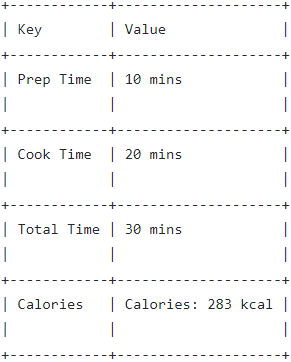 +------------+--------------------+
| Key        | Value              |
+------------+--------------------+
| Prep Time  | 10 mins            |
|            |                    |
+------------+--------------------+
| Cook Time  | 20 mins            |
|            |                    |
+------------+--------------------+
| Total Time | 30 mins            |
|            |                    |
+------------+--------------------+
| Calories   | Calories: 283 kcal |
|            |                    |
+------------+--------------------+